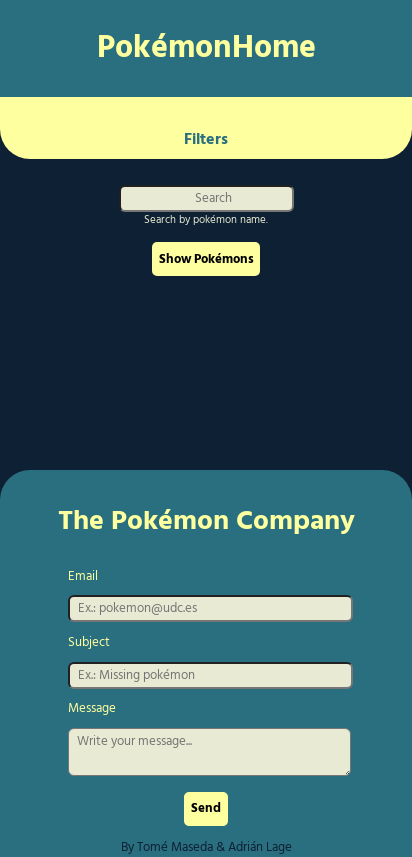 PokémonHome
Filters
Search
Search by pokémon name.
Show Pokémons
The Pokémon Company
Email
Ex.: pokemon@udc.es
Subject
Ex.: Missing pokémon
Message
Write your message...
Send
By Tomé Maseda & Adrián Lage